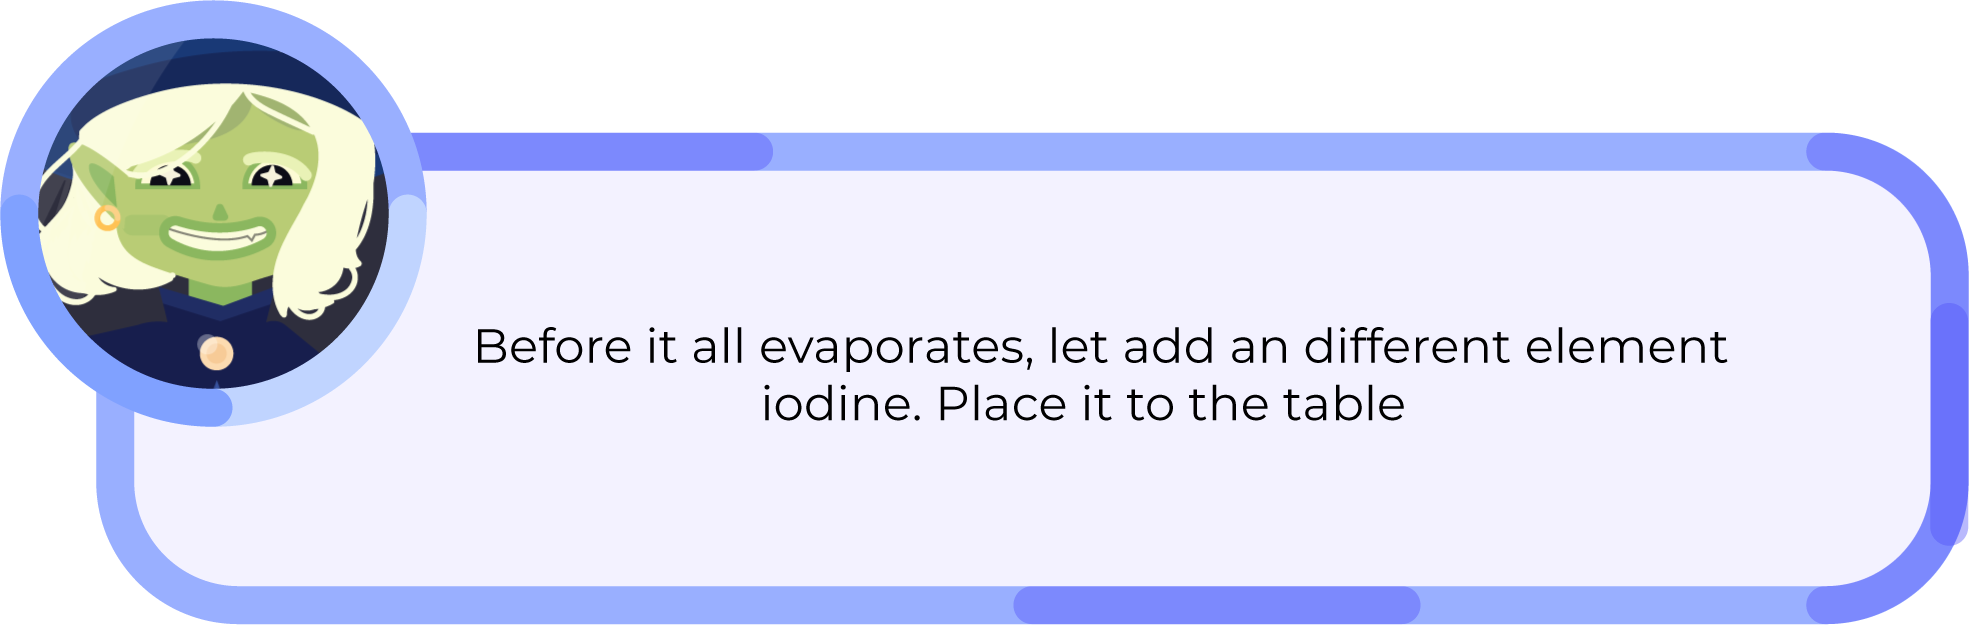 Before it all evaporates, let add an different element
iodine. Place it to the table